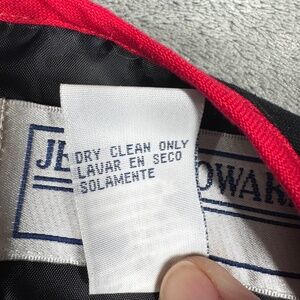 DRY CLEAN ONLY
LAVAR EN SECO
SOLAMENTE